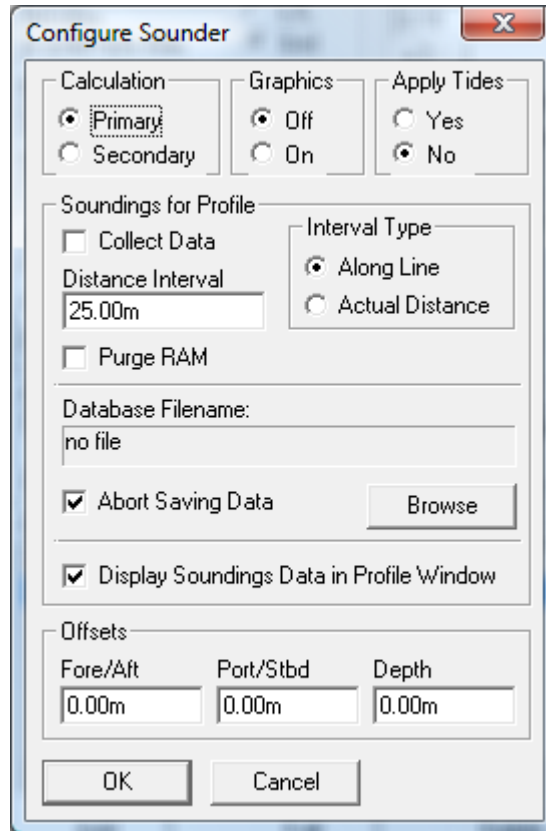 Configure Sounder
Calculation
Primary
Secondary
Graphics
Off
On
Apply Tides
Yes
No
Soundings for Profile
Collect Data
Distance Interval
25.00m
Interval Type
Along Line
Actual Distance
Purge RAM
Database Filename:
no file
Abort Saving Data
Browse
Display Soundings Data in Profile Window
Offsets
Fore/Aft
Port/Stbd
Depth
0.00m
0.00m
0.00m
OK
Cancel